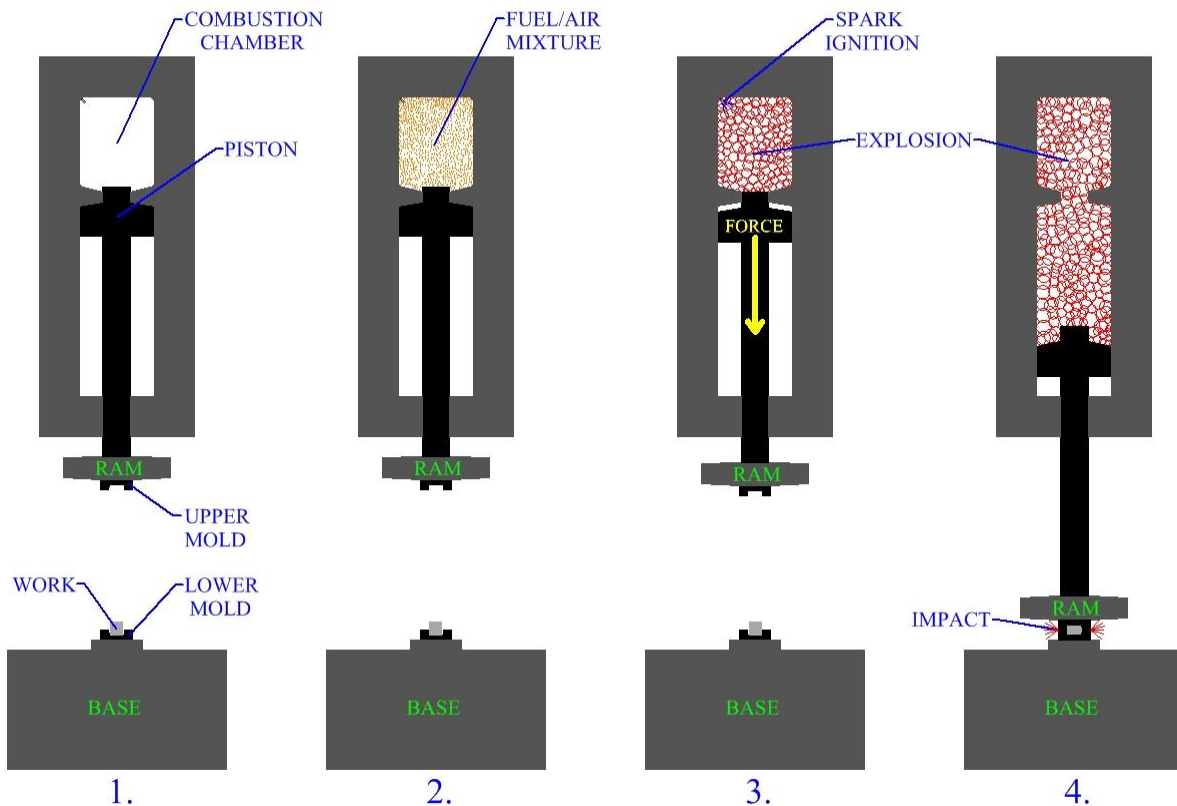 COMBUSTION
CHAMBER
PISTON
RAM
UPPER
MOLD
WORK
LOWER
MOLD
BASE
1.
FUEL/AIR
MIXTURE
RAM
BASE
2.
SPARK
IGNITION
EXPLOSION
FORCE
RAM
BASE
3.
RAM
IMPACT
BASE
4.